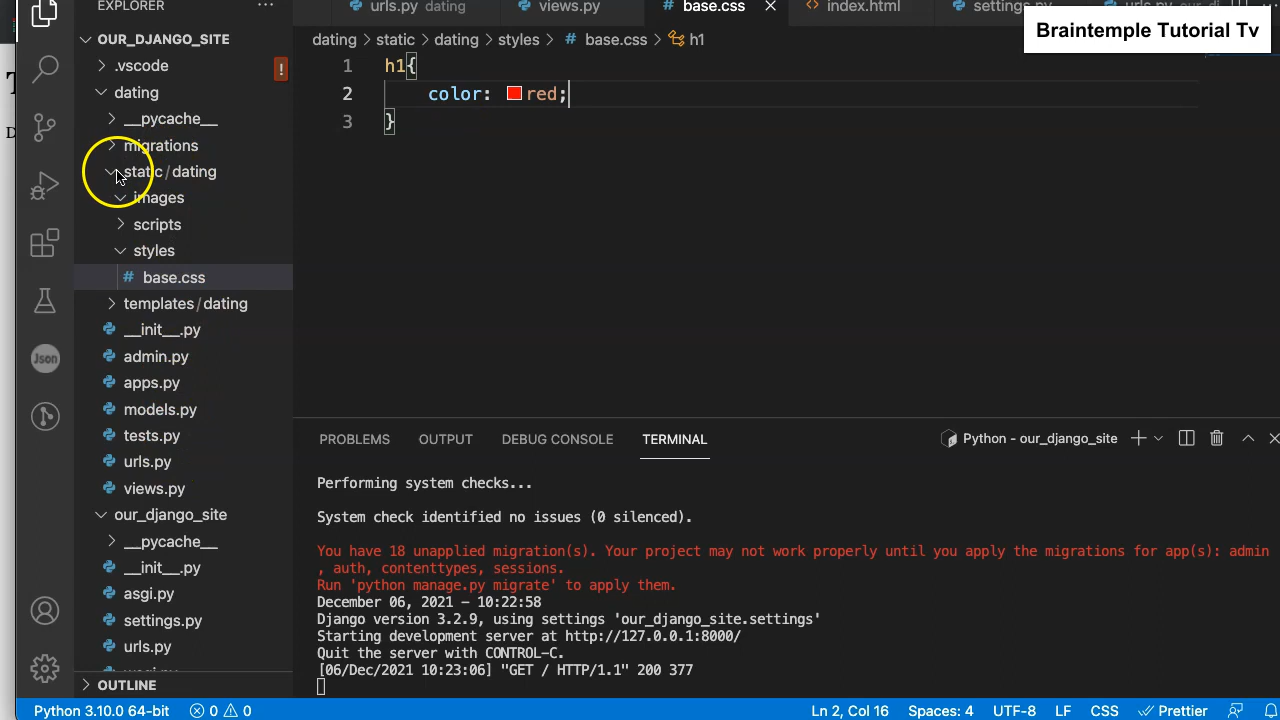 EXPLORER
urls.py dating
views.py
# base.css
<> index.html
settings.py
urls.py our_di
Braintemple Tutorial Tv
OUR_DJANGO_SITE
.vscode
!
dating
__pycache__
migrations
static/dating
images
scripts
styles
# base.css
templates/dating
__init__.py
admin.py
apps.py
models.py
tests.py
urls.py
views.py
our_django_site
__pycache__
__init__.py
asgi.py
settings.py
urls.py
OUTLINE
Json
dating > static > dating > styles > # base.css > h1
1 h1{
2 color: red;
3 }
PROBLEMS OUTPUT DEBUG CONSOLE TERMINAL
Python - our_django_site
Performing system checks...
System check identified no issues (0 silenced).
You have 18 unapplied migration(s). Your project may not work properly until you apply the migrations for app(s): admin
, auth, contenttypes, sessions.
Run 'python manage.py migrate' to apply them.
December 06, 2021 - 10:22:58
Django version 3.2.9, using settings 'our_django_site.settings'
Starting development server at http://127.0.0.1:8000/
Quit the server with CONTROL-C.
[06/Dec/2021 10:23:06] "GET / HTTP/1.1" 200 377
Python 3.10.0 64-bit 0 0 Ln 2, Col 16 Spaces: 4 UTF-8 LF CSS Prettier